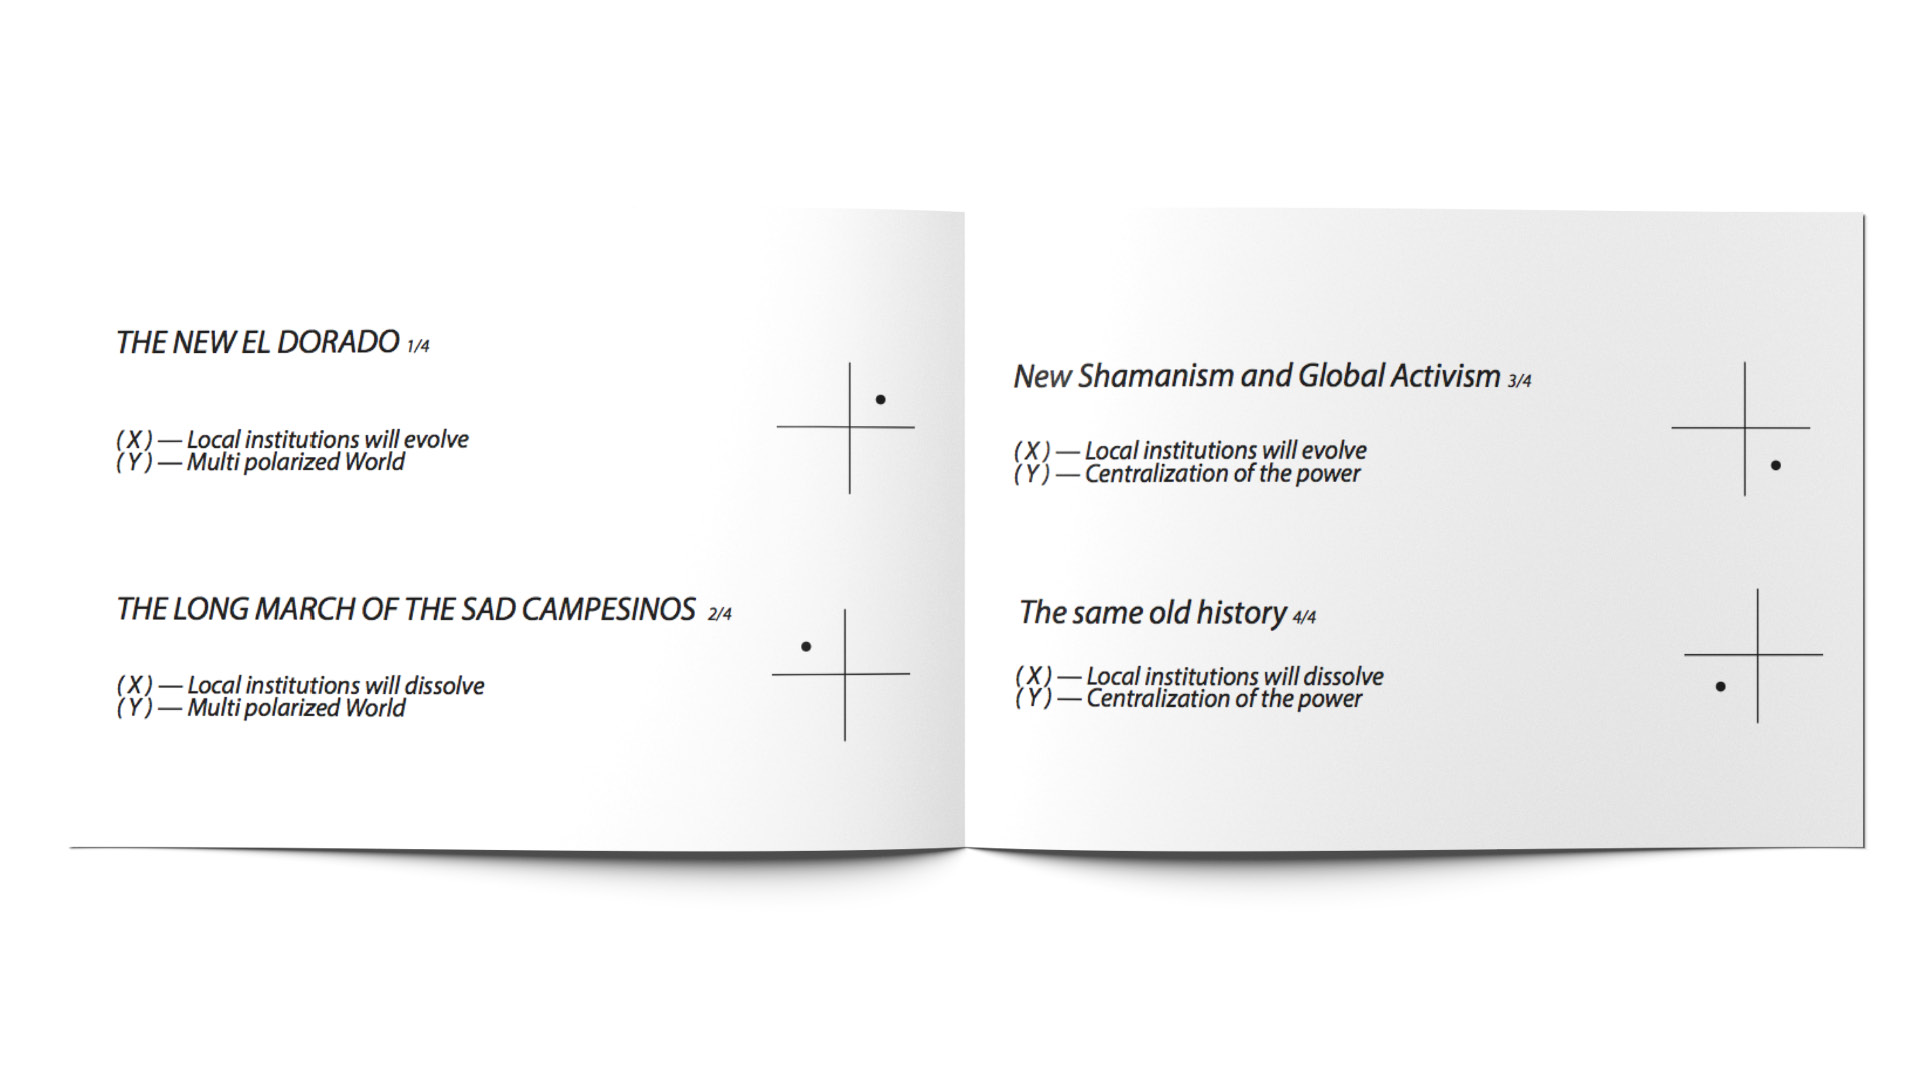 THE NEW EL DORADO 1/4
(X) — Local institutions will evolve
(Y) — Multi polarized World
THE LONG MARCH OF THE SAD CAMPESINOS 2/4
(X) — Local institutions will dissolve
(Y) — Multi polarized World
New Shamanism and Global Activism 3/4
(X) — Local institutions will evolve
(Y) — Centralization of the power
The same old history 4/4
(X) — Local institutions will dissolve
(Y) — Centralization of the power